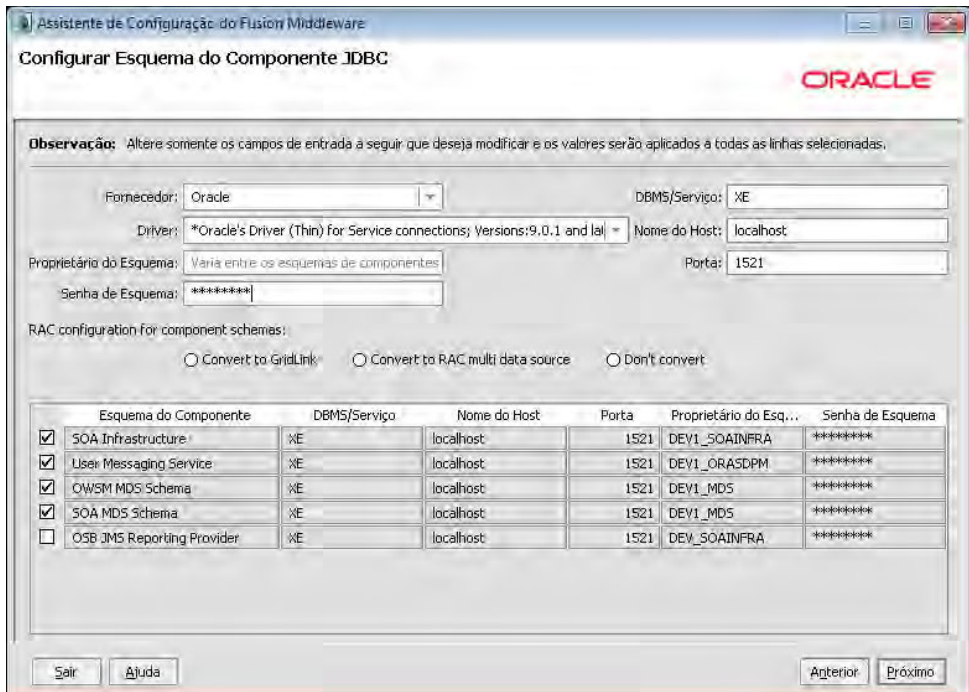 Assistente de Configuração do Fusion Middleware
Configurar Esquema do Componente JDBC
ORACLE
Observação: Altere somente os campos de entrada a seguir que deseja modificar e os valores serão aplicados a todas as linhas selecionadas.
Fornecedor: Oracle DBMS/Serviço: XE
Driver: *Oracle's Driver (Thin) for Service connections; Versions:9.0.1 and lat Nome do Host: localhost
Proprietário do Esquema: Varia entre os esquemas de componentes Porta: 1521
Senha de Esquema: ********
RAC configuration for component schemas:
Convert to GridLink Convert to RAC multi data source Don't convert
Esquema do Componente DBMS/Serviço Nome do Host Porta Proprietário do Esq... Senha de Esquema
SOA Infrastructure XE localhost 1521 DEV1_SOAINFRA ********
User Messaging Service XE localhost 1521 DEV1_ORASDPM ********
OWSM MDS Schema XE localhost 1521 DEV1_MDS ********
SOA MDS Schema XE localhost 1521 DEV1_MDS ********
OSB JMS Reporting Provider XE localhost 1521 DEV_SOAINFRA ********
Sair Ajuda Anterior Próximo